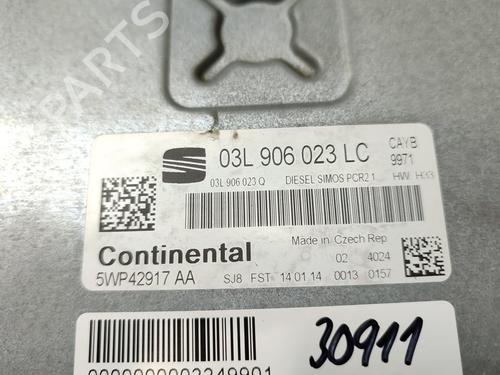 03L 906 023 LC
CAYB
9971
03L 906 023 Q DIESEL SIMOS PCR2 1 HW H33
Continental
Made in Czech Rep
02 4024
5WP42917 AA SJ8 FST 14 01 14 0013 0157
30911
PARTS